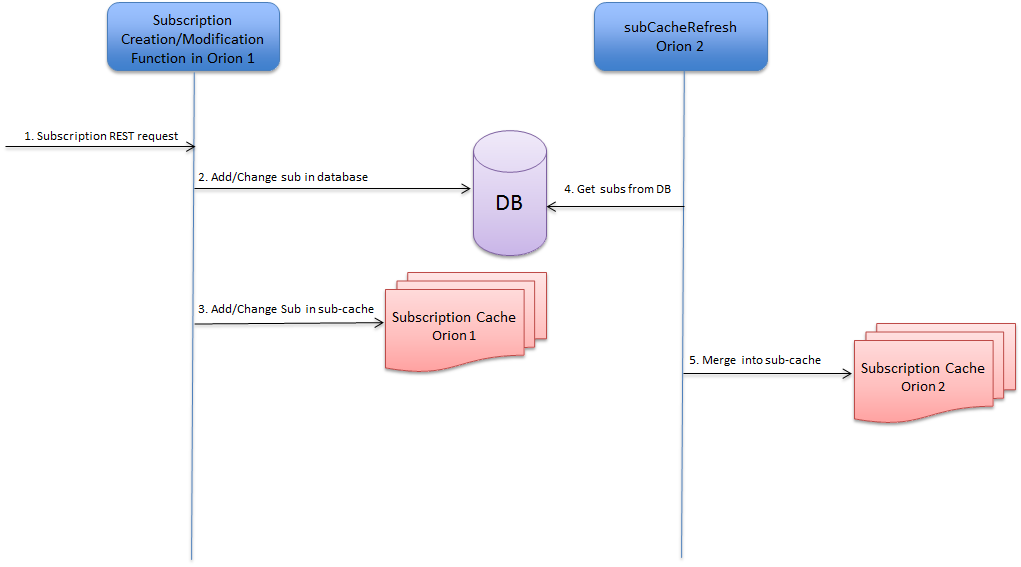 Subscription
Creation/Modification
Function in Orion 1
subCacheRefresh
Orion 2
1. Subscription REST request
2. Add/Change sub in database
4. Get subs from DB
DB
3. Add/Change Sub in sub-cache
Subscription Cache
Orion 1
5. Merge into sub-cache
Subscription Cache
Orion 2